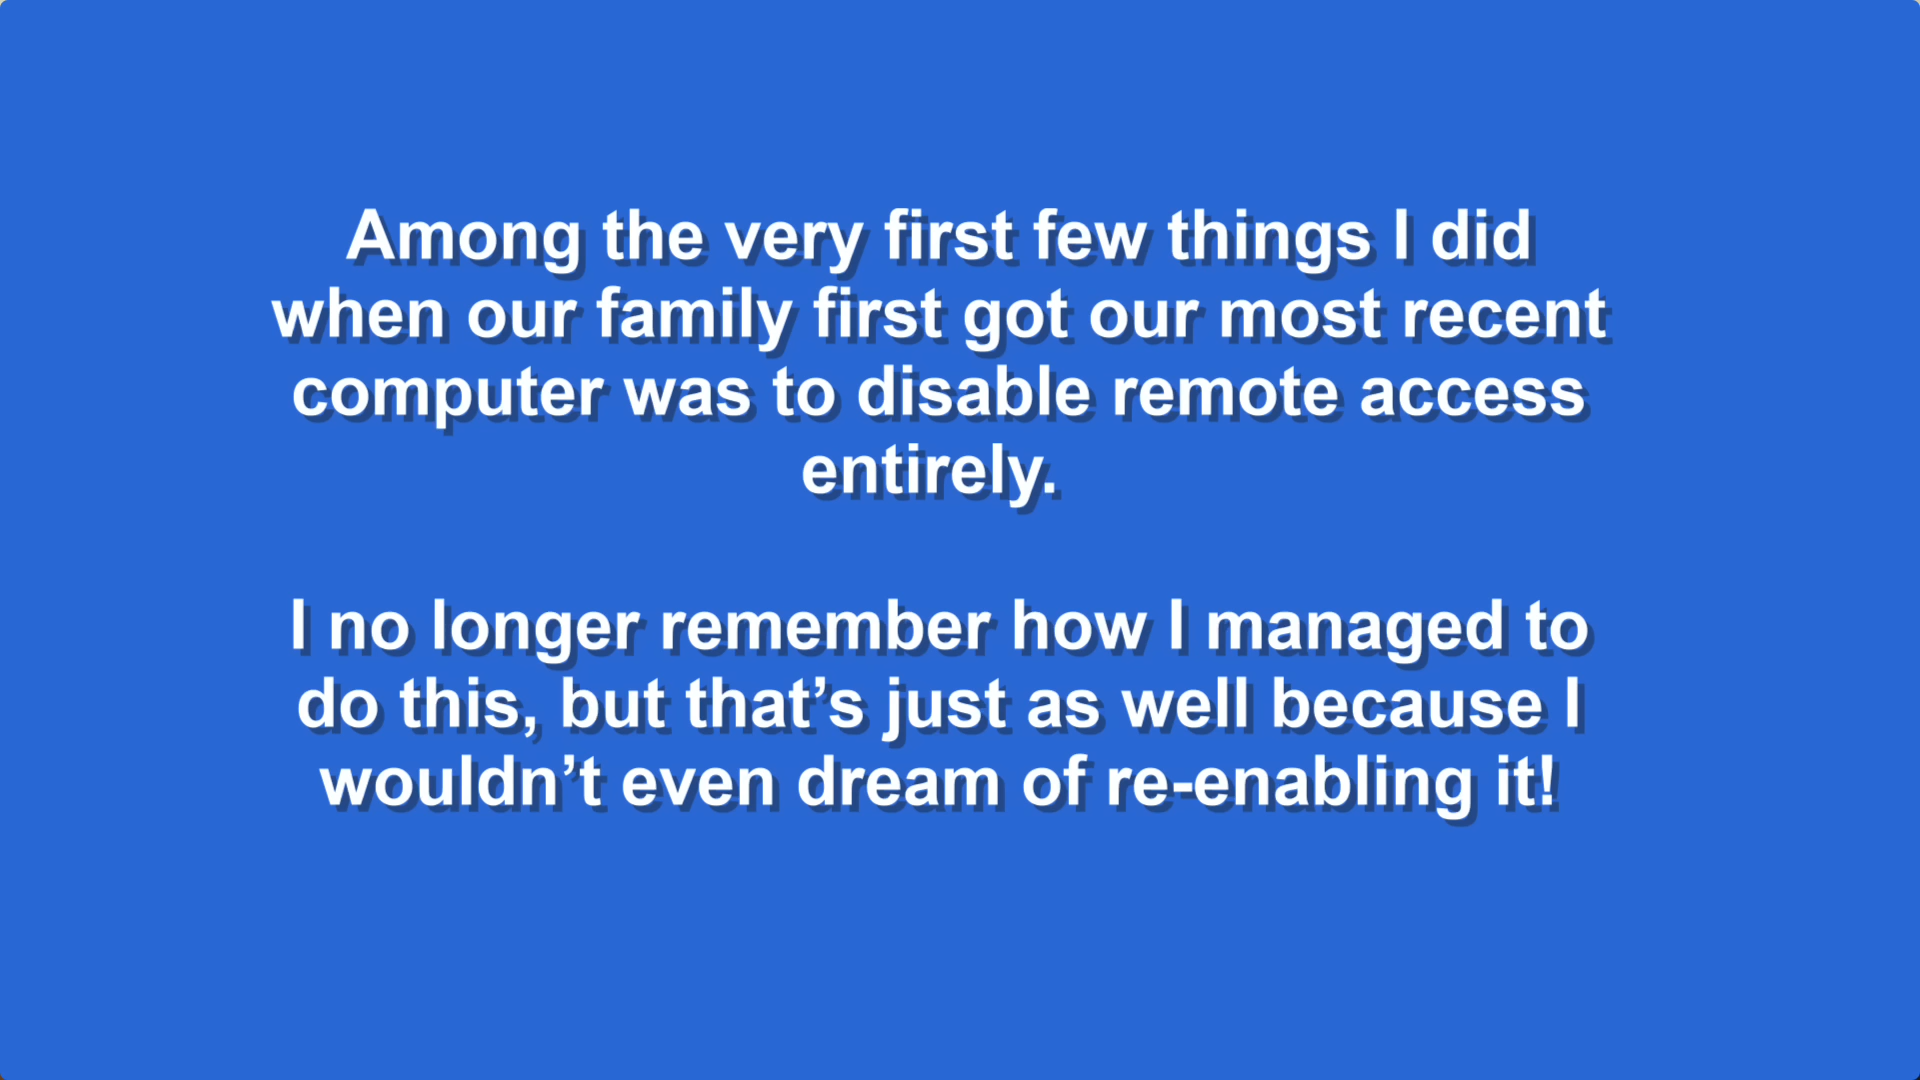 Among the very first few things I did
when our family first got our most recent
computer was to disable remote access
entirely.
I no longer remember how I managed to
do this, but that’s just as well because I
wouldn’t even dream of re-enabling it!